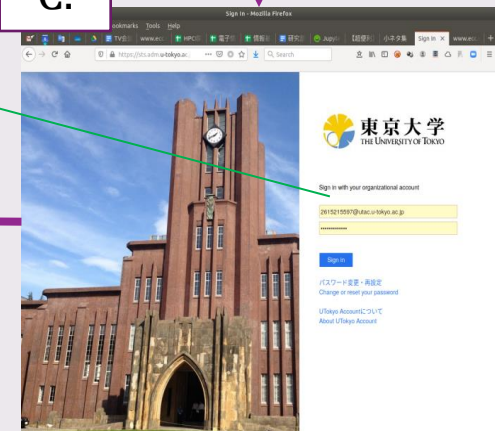 C.
Sign in - Mozilla Firefox
ookmarks Tools Help
Sign in
https://sts.adm.u-tokyo.ac.
Search
東京大学
THE UNIVERSITY OF TOKYO
Sign in with your organizational account
2615215597@utac.u-tokyo.ac.jp
Sign in
パスワード変更・再設定
Change or reset your password
UTokyo Accountについて
About UTokyo Account